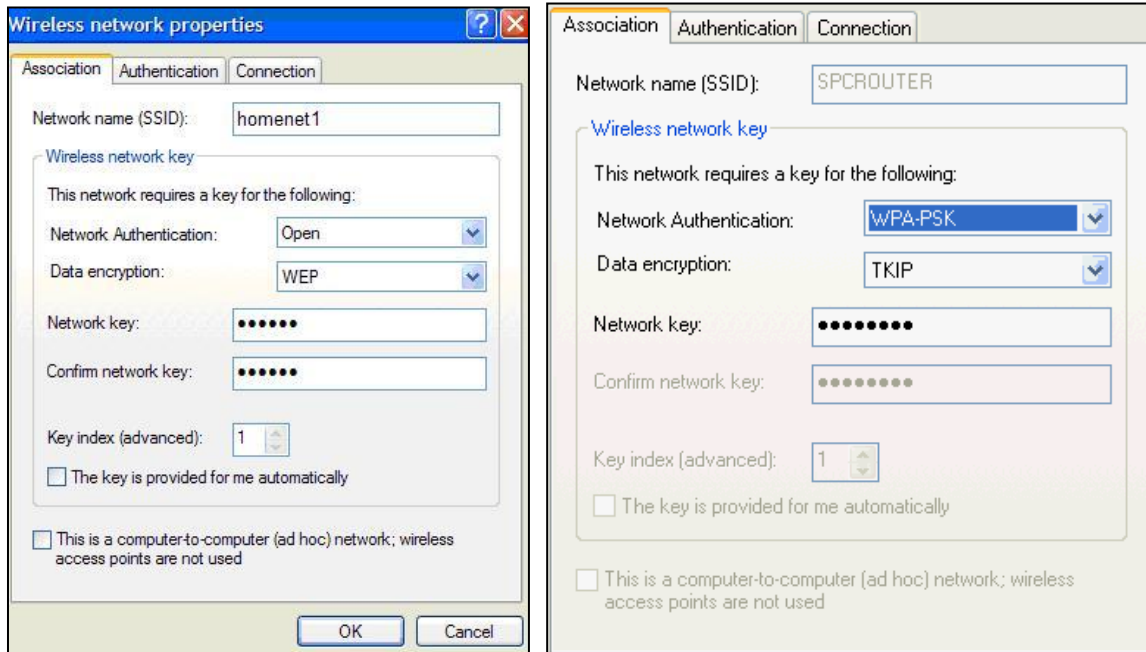 Wireless network properties
Association Authentication Connection
Network name (SSID): homenet1
Wireless network key
This network requires a key for the following:
Network Authentication: Open
Data encryption: WEP
Network key: ••••••
Confirm network key: ••••••
Key index (advanced): 1
The key is provided for me automatically
This is a computer-to-computer (ad hoc) network; wireless
access points are not used
OK Cancel
Association Authentication Connection
Network name (SSID): SPCROUTER
Wireless network key
This network requires a key for the following:
Network Authentication: WPA-PSK
Data encryption: TKIP
Network key: ••••••••
Confirm network key: ••••••••
Key index (advanced): 1
The key is provided for me automatically
This is a computer-to-computer (ad hoc) network; wireless
access points are not used